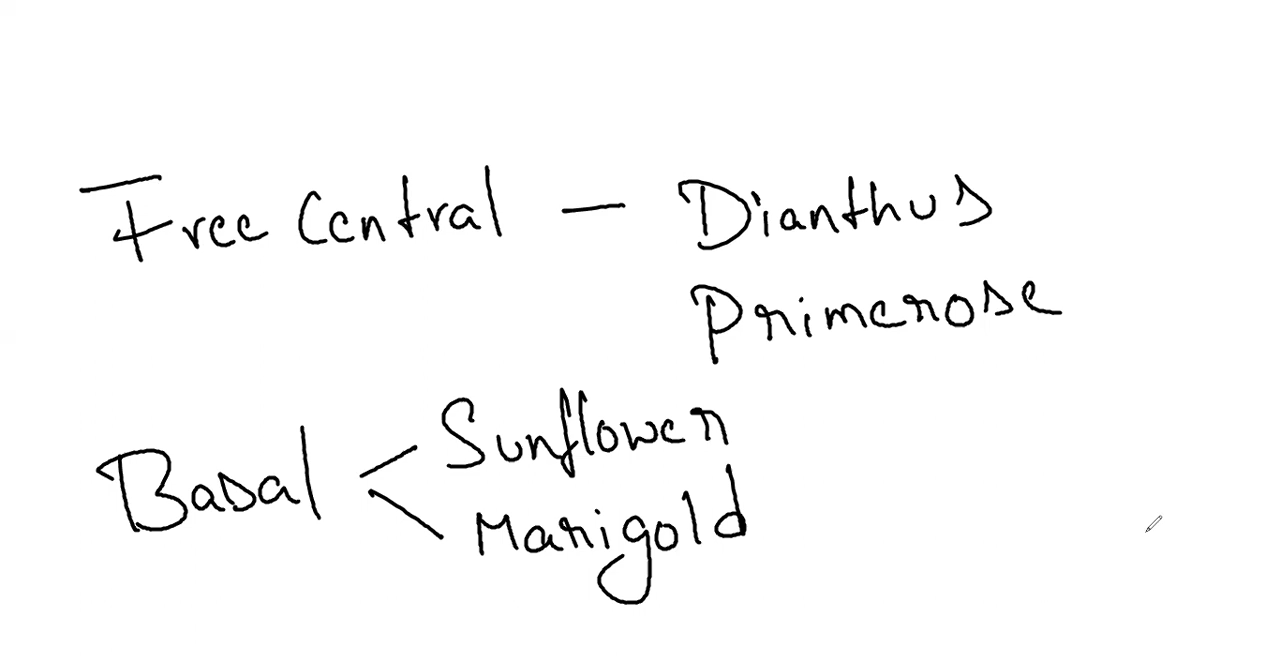 Free Central — Dianthus
Primerose
Basal < Sunflower
Marigold